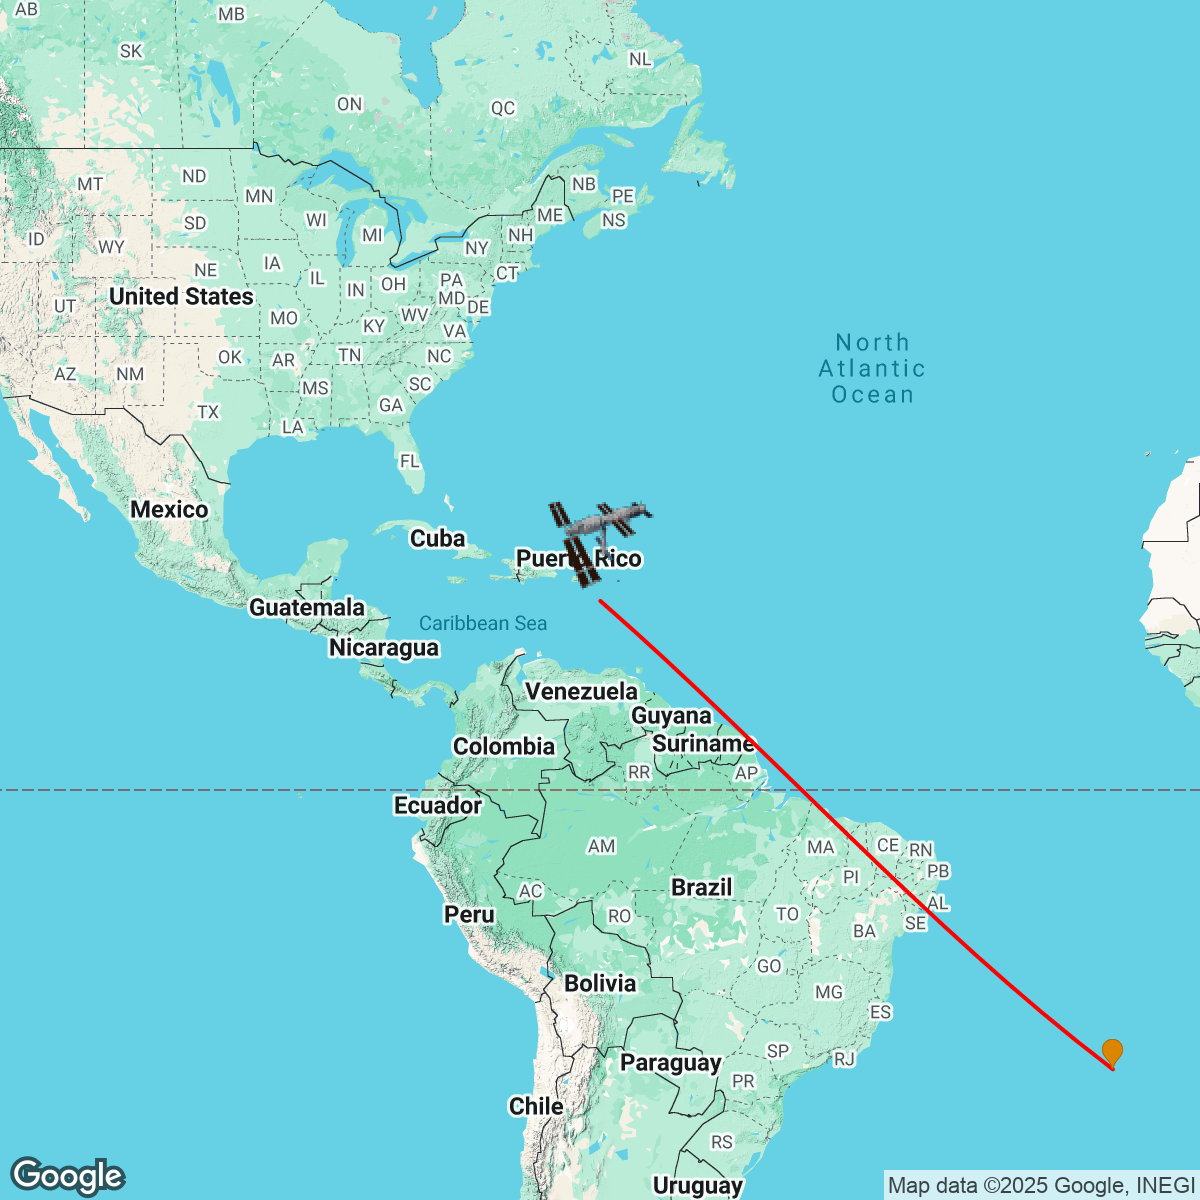 AB
MB
SK
NL
ON
QC
MT
ND
MN
NB
PE
ID
WY
SD
WI
MI
ME
NS
NY
NH
NE
IA
IL
IN
OH
PA
CT
UT
United States
MD
DE
MO
KY
WV
VA
North
Atlantic
Ocean
AZ
NM
OK
AR
TN
NC
MS
SC
TX
LA
GA
FL
Mexico
Cuba
Puerto Rico
Guatemala
Caribbean Sea
Nicaragua
Venezuela
Guyana
Colombia
Suriname
RR
AP
Ecuador
AM
MA
CE
RN
PI
PB
AC
Brazil
AL
Peru
RO
TO
BA
SE
GO
Bolivia
MG
ES
Paraguay
SP
RJ
PR
Chile
RS
Uruguay
Google
Map data ©2025 Google, INEGI